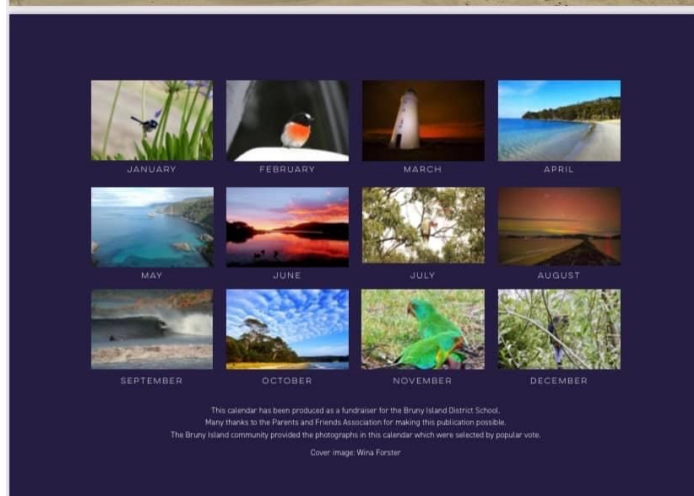 JANUARY
FEBRUARY
MARCH
APRIL
MAY
JUNE
JULY
AUGUST
SEPTEMBER
OCTOBER
NOVEMBER
DECEMBER
This calendar has been produced as a fundraiser for the Bruny Island District School.
Many thanks to the Parents and Friends Association for making this publication possible.
The Bruny Island community provided the photographs in this calendar which were selected by popular vote.
Cover image: Wina Forster